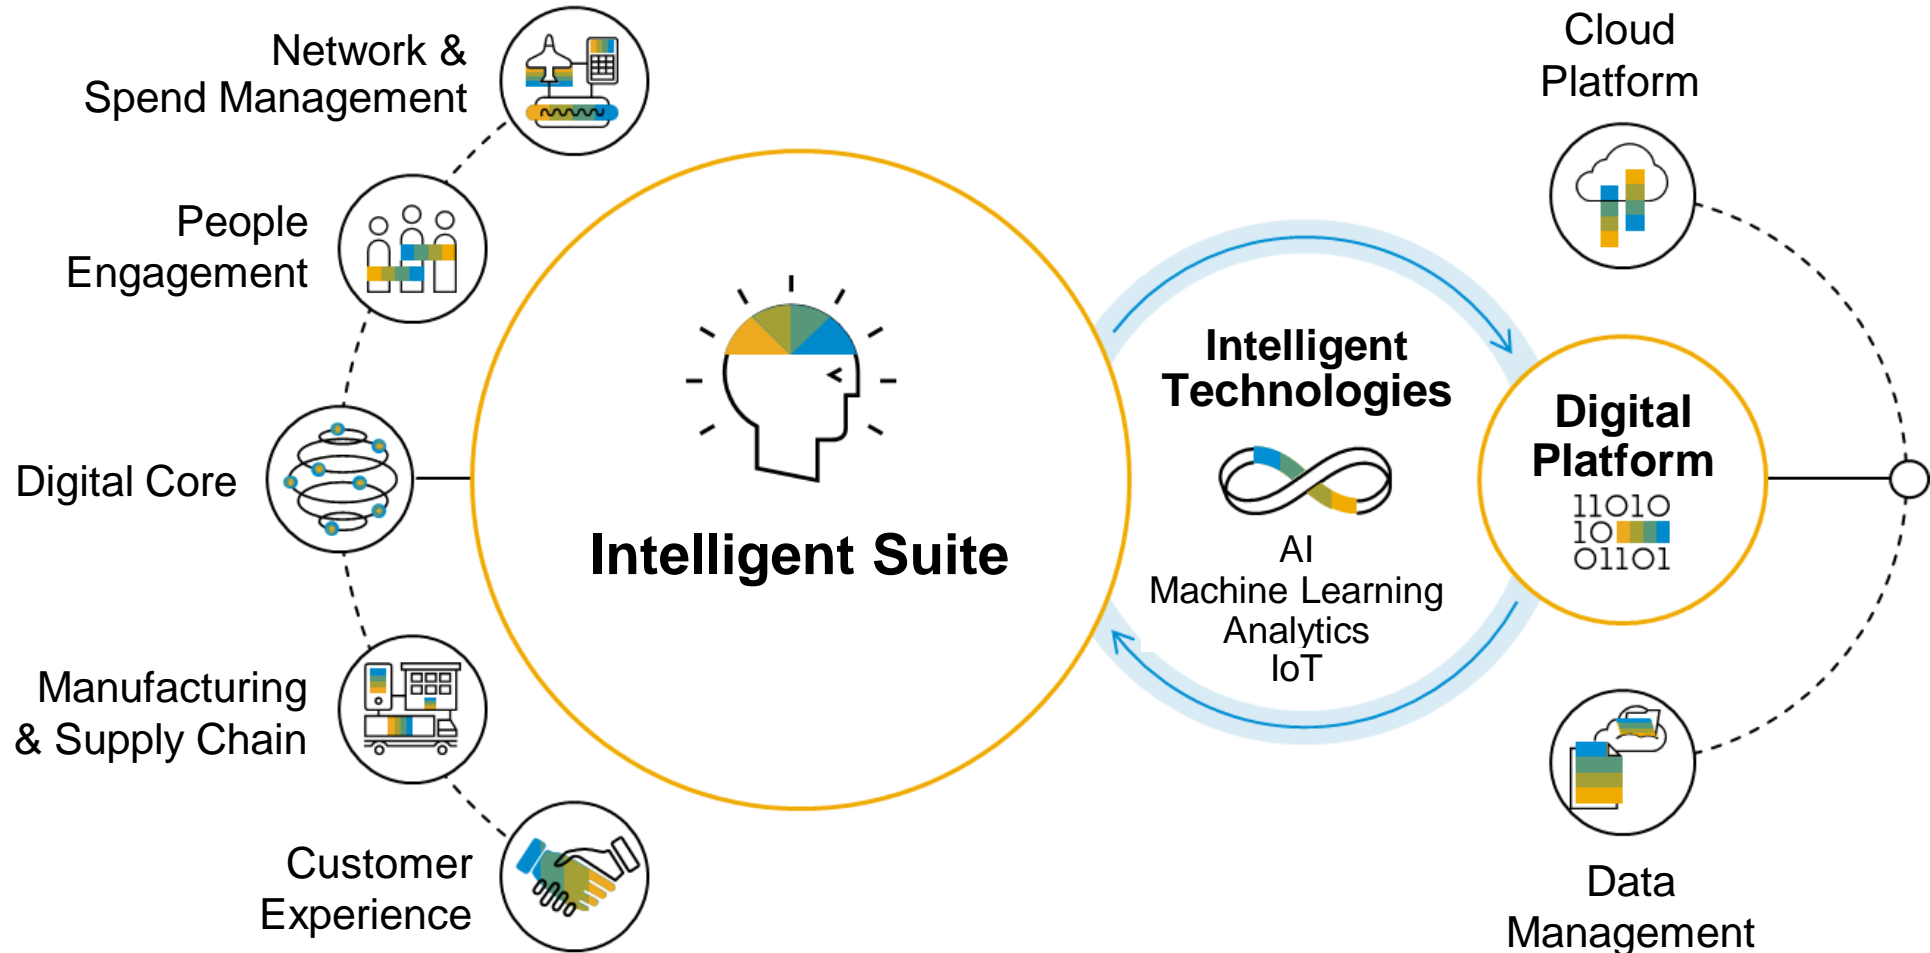 Network &
Spend Management
People
Engagement
Digital Core
Manufacturing
& Supply Chain
Customer
Experience
Intelligent Suite
Intelligent
Technologies
AI
Machine Learning
Analytics
IoT
Cloud
Platform
Digital
Platform
11010
10
01101
Data
Management